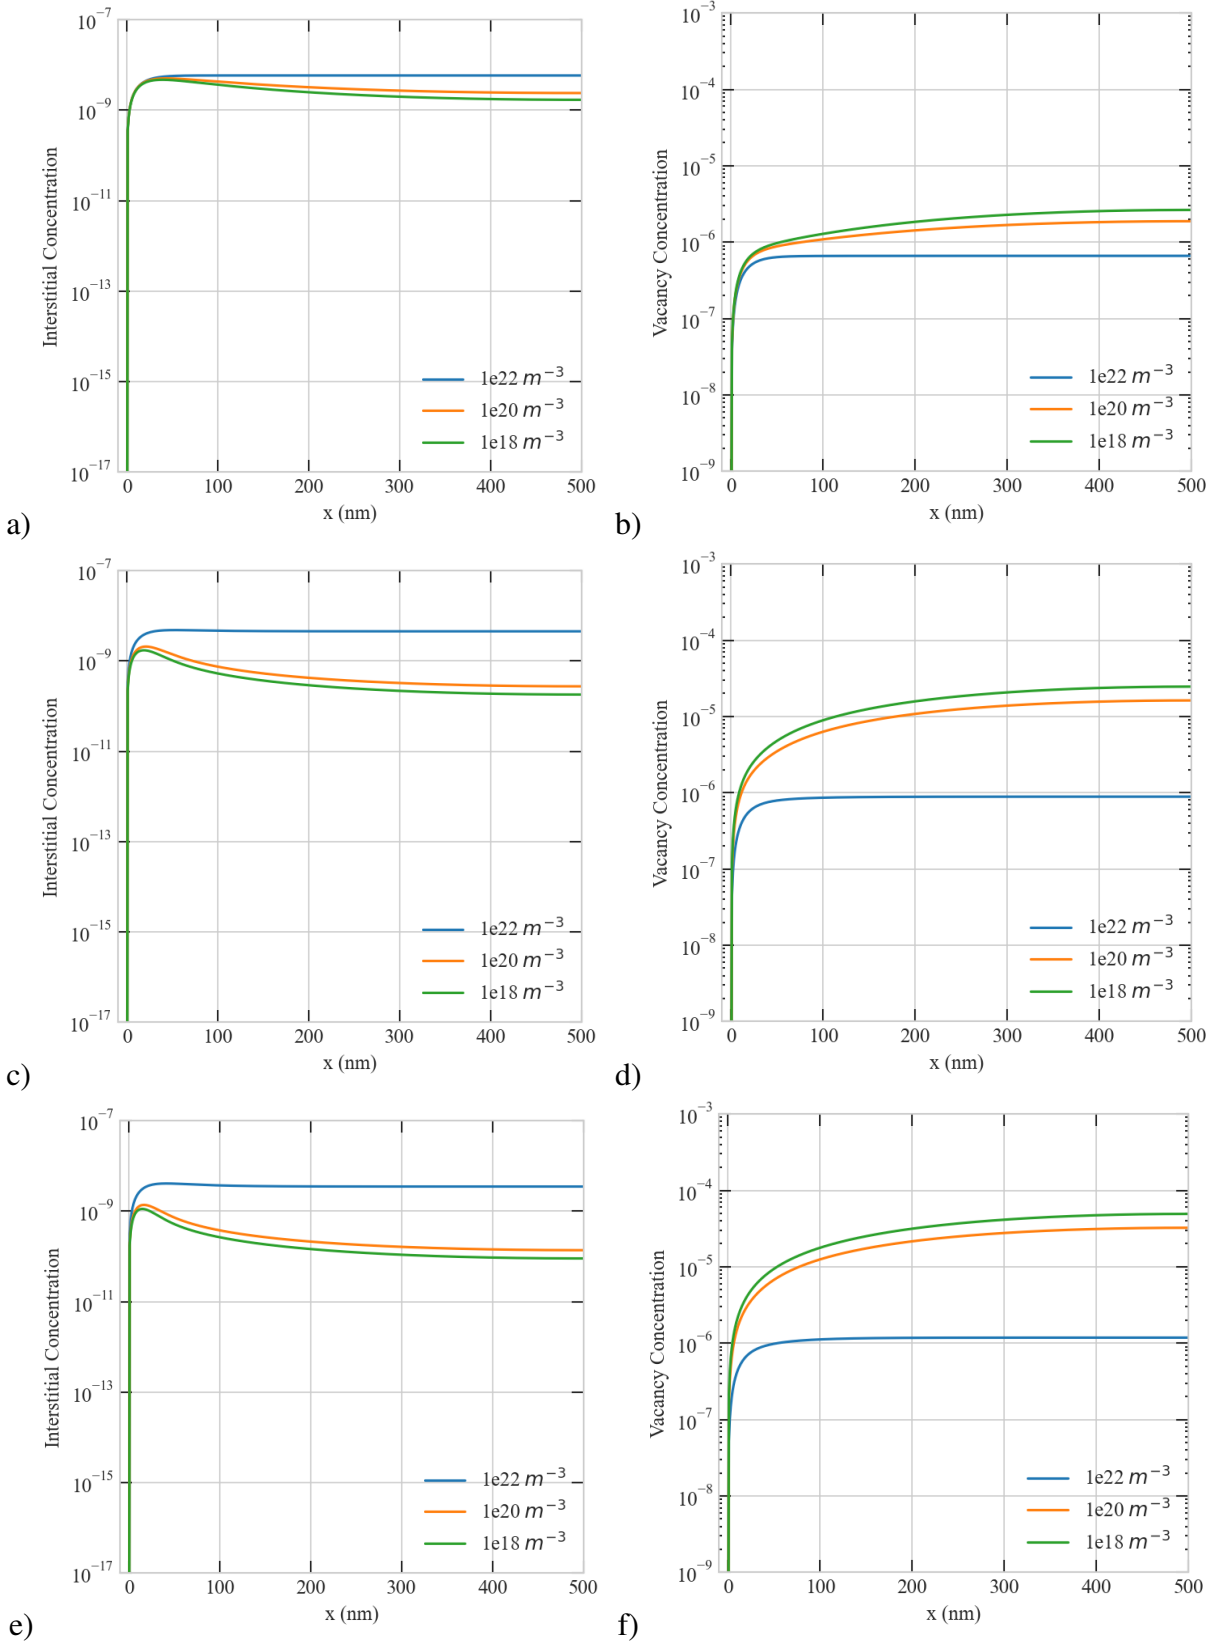 10⁻⁷
10⁻⁹
10⁻¹¹
10⁻¹³
10⁻¹⁵
10⁻¹⁷
Interstitial Concentration
1e22 m⁻³
1e20 m⁻³
1e18 m⁻³
0 100 200 300 400 500
x (nm)
a)
10⁻³
10⁻⁴
10⁻⁵
10⁻⁶
10⁻⁷
10⁻⁸
10⁻⁹
Vacancy Concentration
1e22 m⁻³
1e20 m⁻³
1e18 m⁻³
0 100 200 300 400 500
x (nm)
b)
10⁻⁷
10⁻⁹
10⁻¹¹
10⁻¹³
10⁻¹⁵
10⁻¹⁷
Interstitial Concentration
1e22 m⁻³
1e20 m⁻³
1e18 m⁻³
0 100 200 300 400 500
x (nm)
c)
10⁻³
10⁻⁴
10⁻⁵
10⁻⁶
10⁻⁷
10⁻⁸
10⁻⁹
Vacancy Concentration
1e22 m⁻³
1e20 m⁻³
1e18 m⁻³
0 100 200 300 400 500
x (nm)
d)
10⁻⁷
10⁻⁹
10⁻¹¹
10⁻¹³
10⁻¹⁵
10⁻¹⁷
Interstitial Concentration
1e22 m⁻³
1e20 m⁻³
1e18 m⁻³
0 100 200 300 400 500
x (nm)
e)
10⁻³
10⁻⁴
10⁻⁵
10⁻⁶
10⁻⁷
10⁻⁸
10⁻⁹
Vacancy Concentration
1e22 m⁻³
1e20 m⁻³
1e18 m⁻³
0 100 200 300 400 500
x (nm)
f)